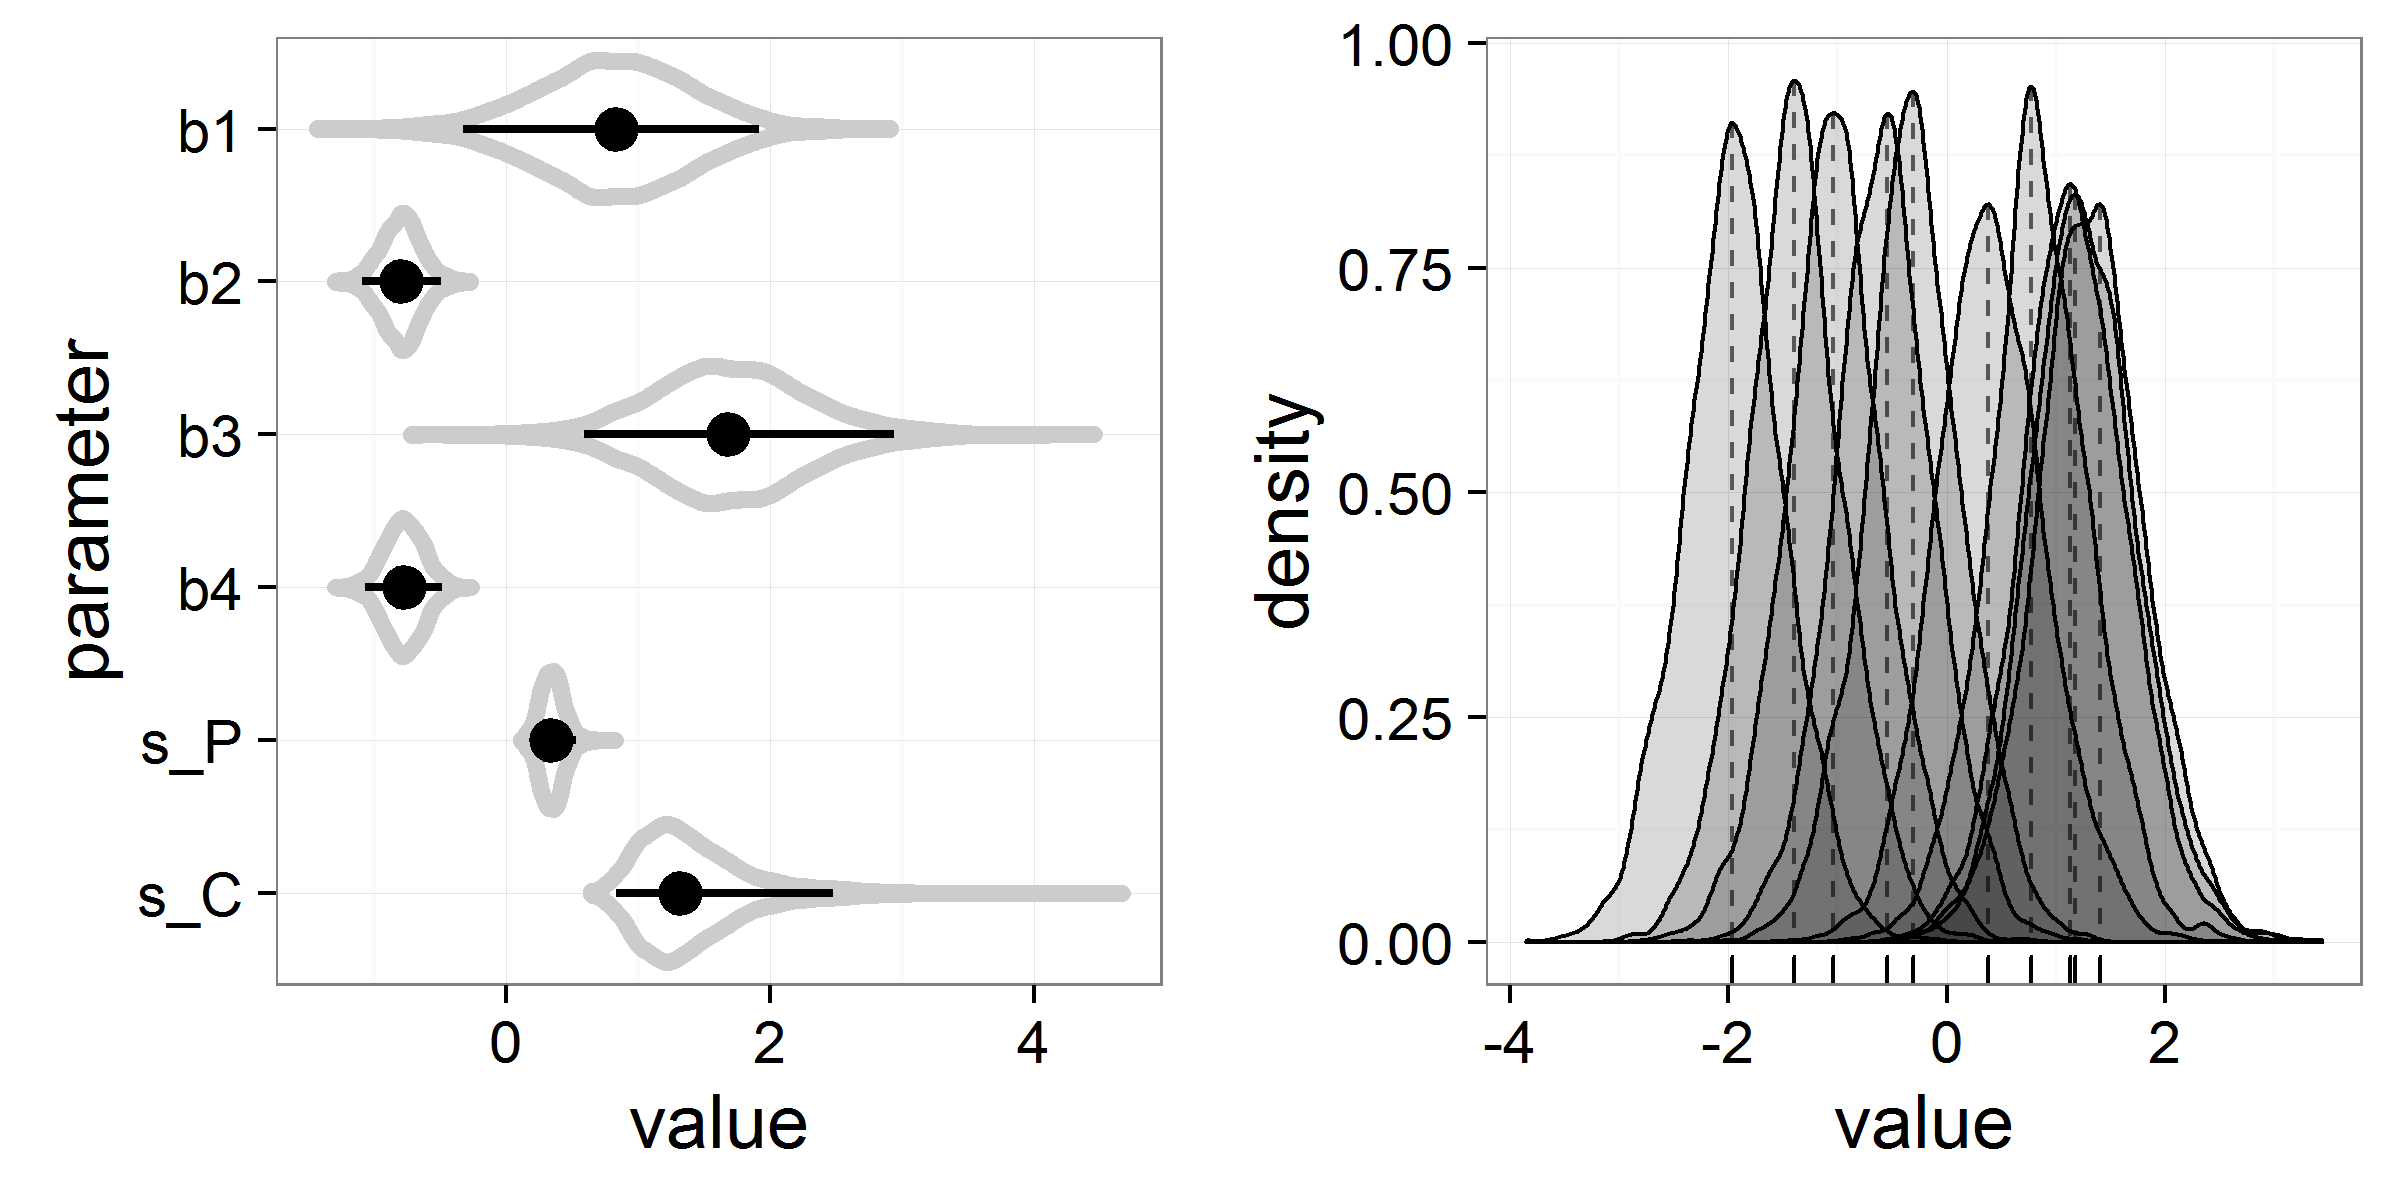 parameter
b1
b2
b3
b4
s_P
s_C
0 2 4
value
density
1.00
0.75
0.50
0.25
0.00
-4 -2 0 2
value